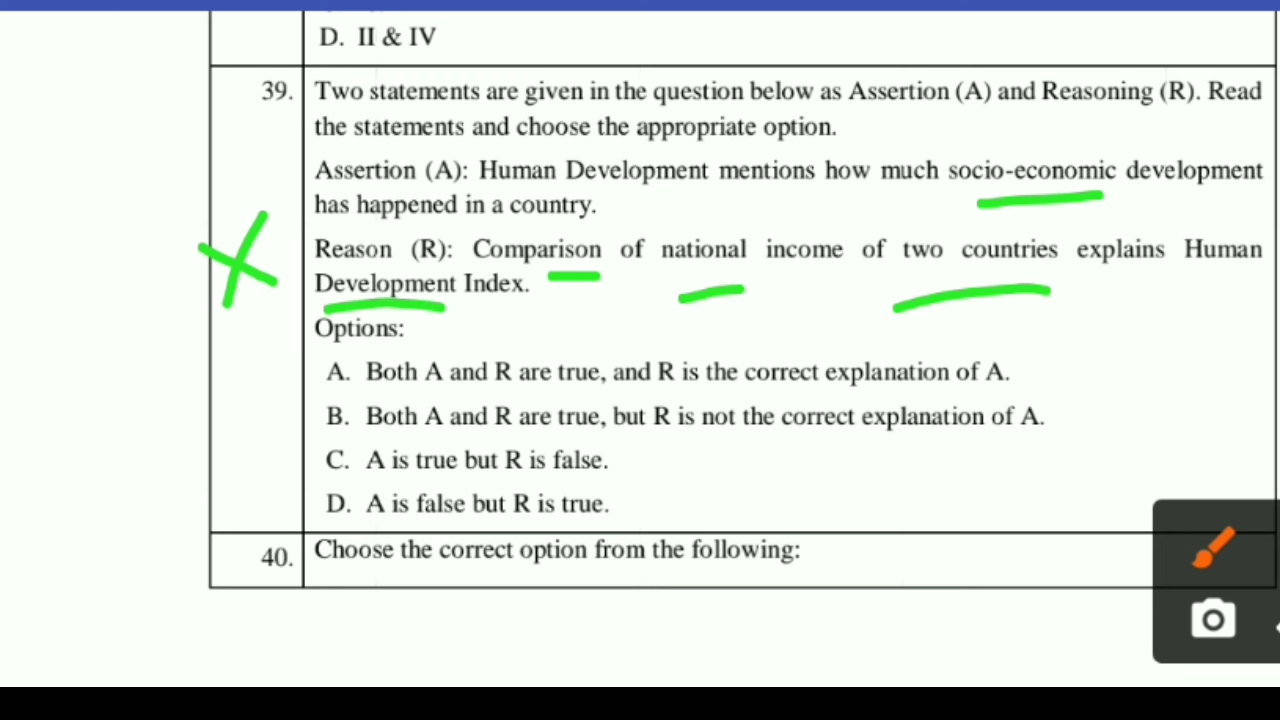 D. II & IV
39. Two statements are given in the question below as Assertion (A) and Reasoning (R). Read
the statements and choose the appropriate option.
Assertion (A): Human Development mentions how much socio-economic development
has happened in a country.
Reason (R): Comparison of national income of two countries explains Human
Development Index.
Options:
A. Both A and R are true, and R is the correct explanation of A.
B. Both A and R are true, but R is not the correct explanation of A.
C. A is true but R is false.
D. A is false but R is true.
40. Choose the correct option from the following: